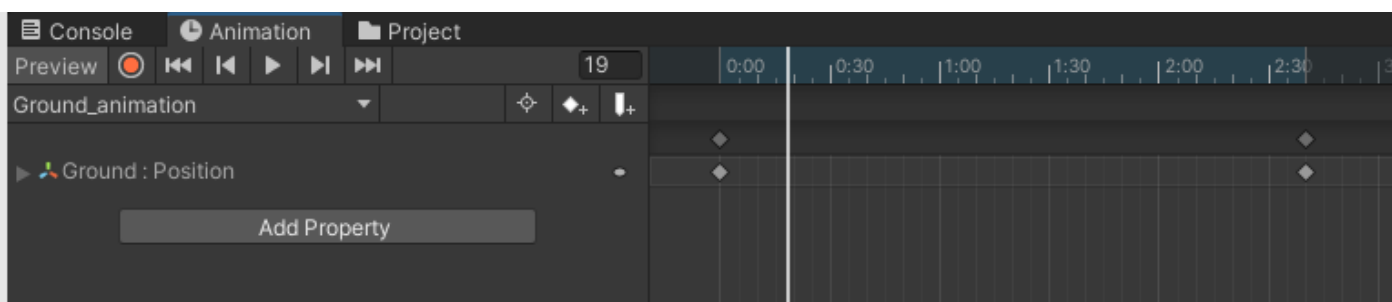 Console Animation Project
Preview 19 0:00 0:30 1:00 1:30 2:00 2:30
Ground_animation
Ground : Position
Add Property